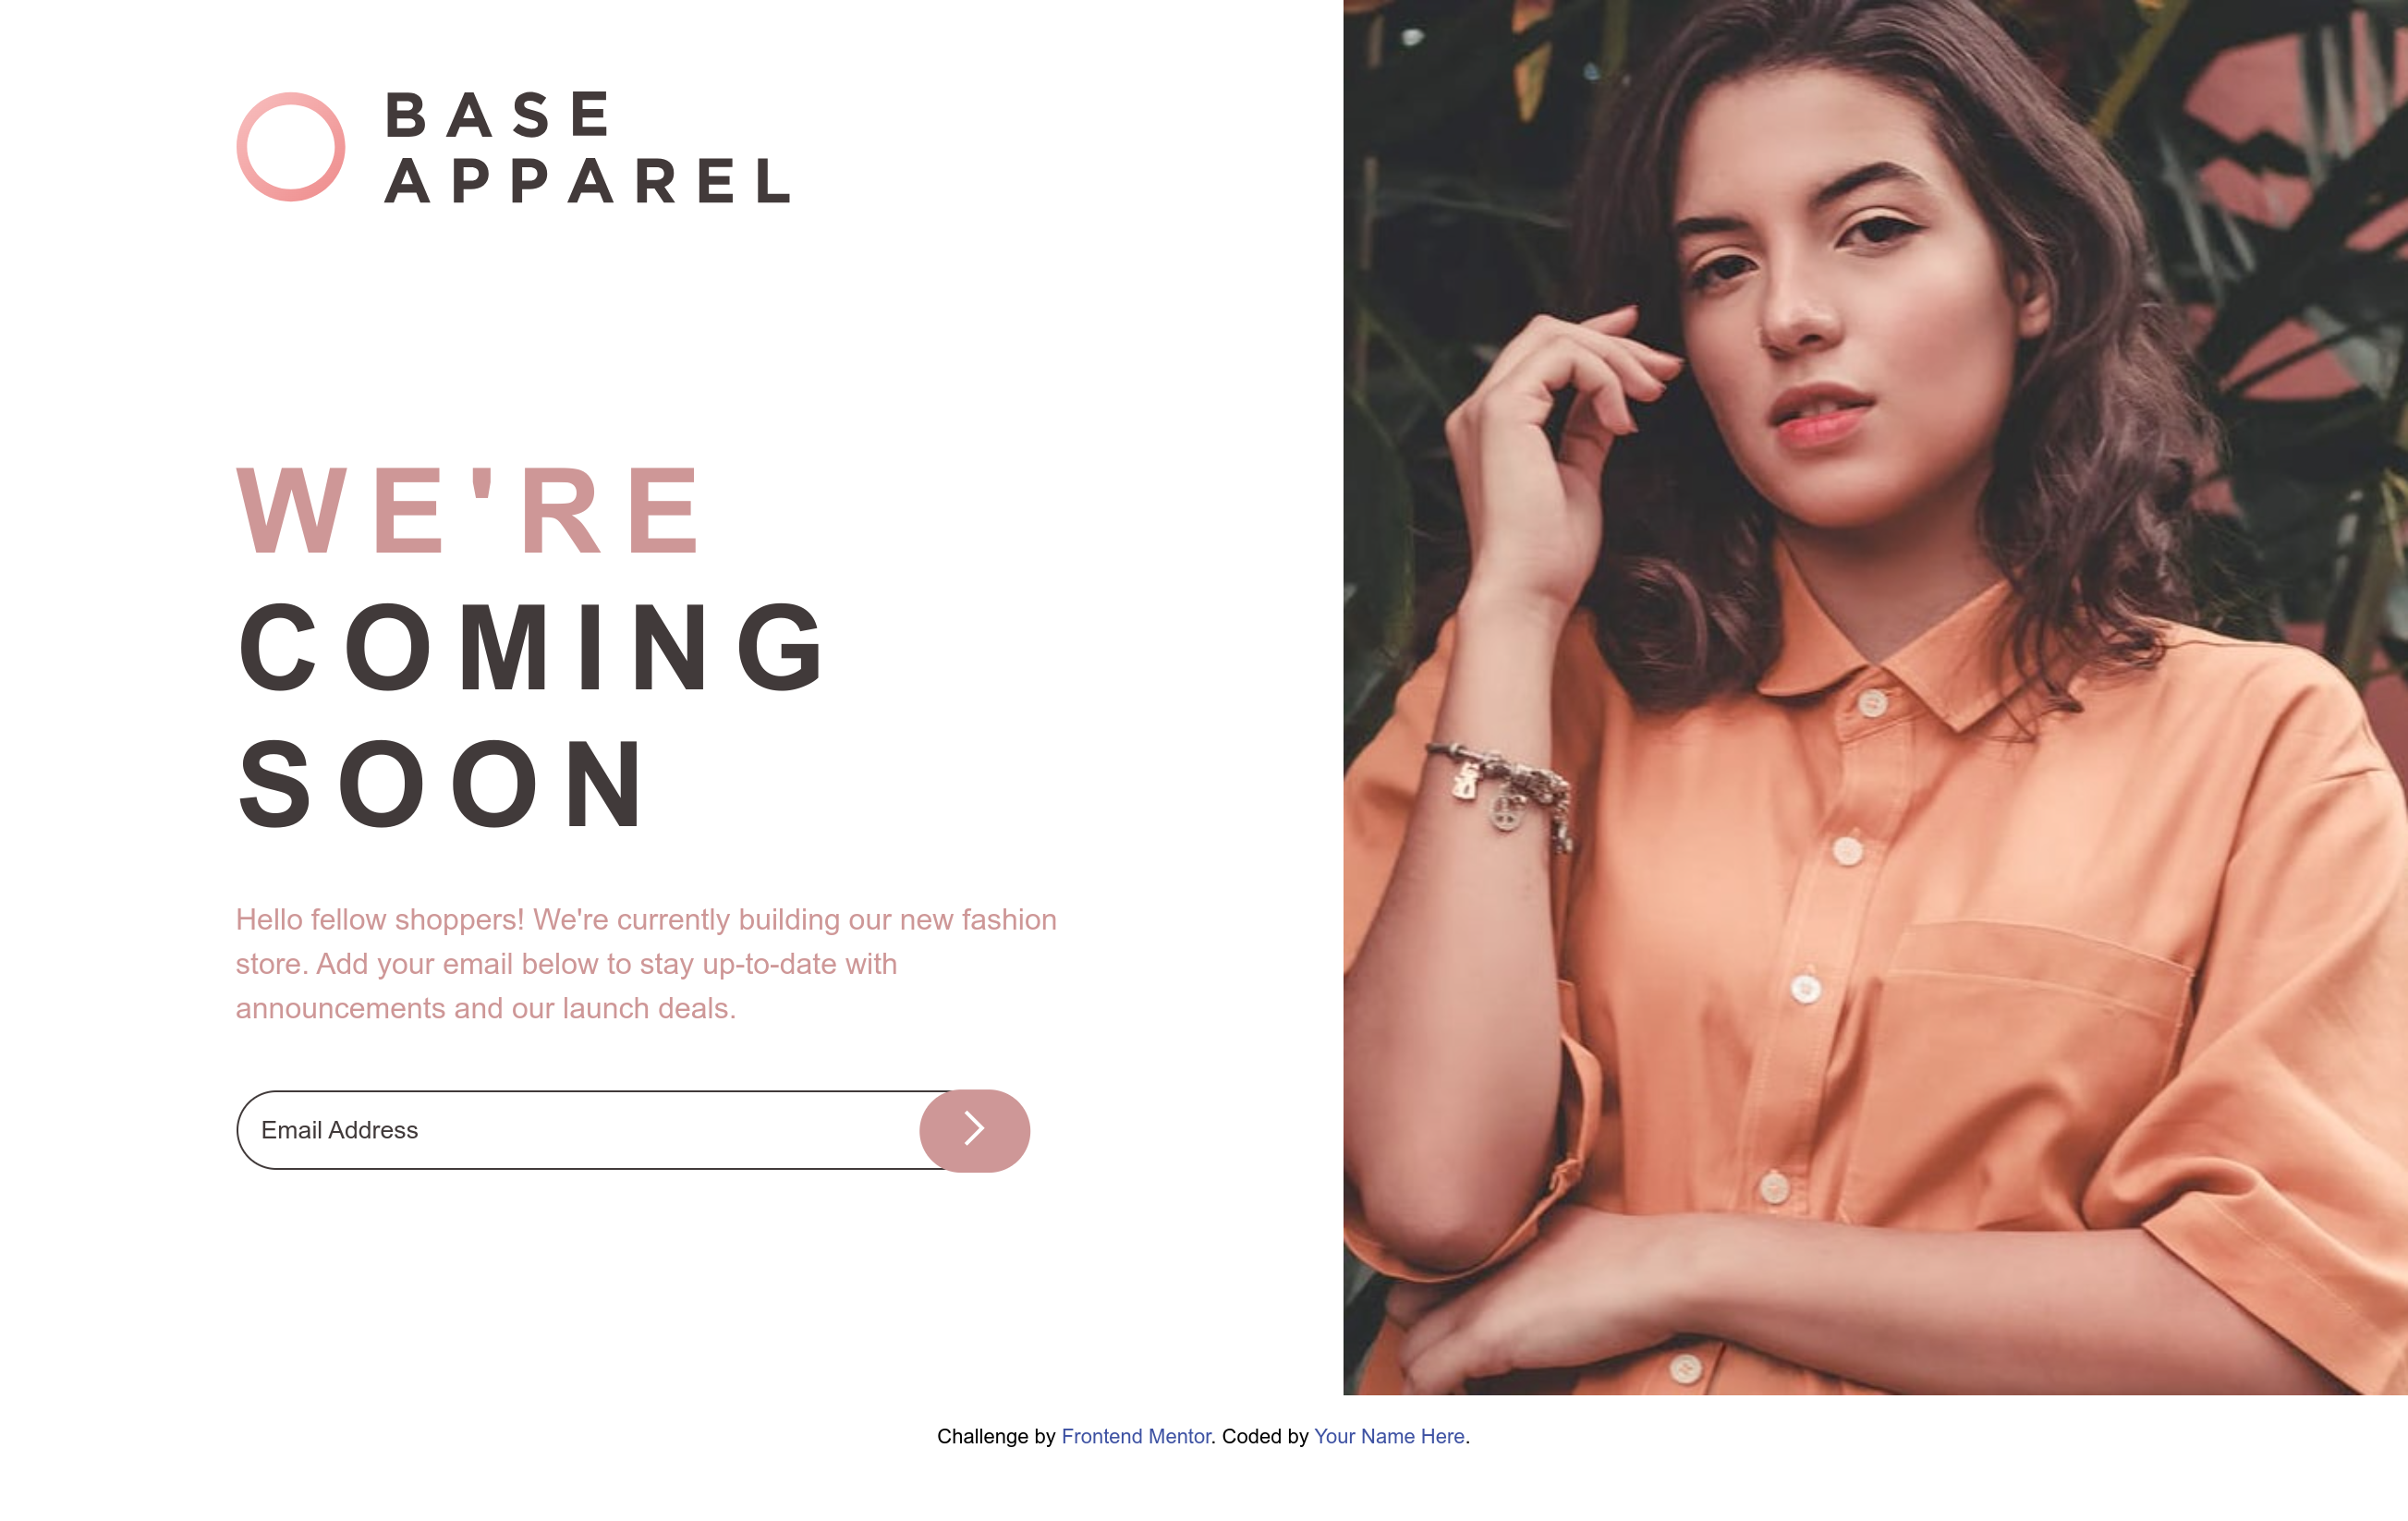 BASE
APPAREL
WE'RE
COMING
SOON
Hello fellow shoppers! We're currently building our new fashion
store. Add your email below to stay up-to-date with
announcements and our launch deals.
Email Address
Challenge by Frontend Mentor. Coded by Your Name Here.